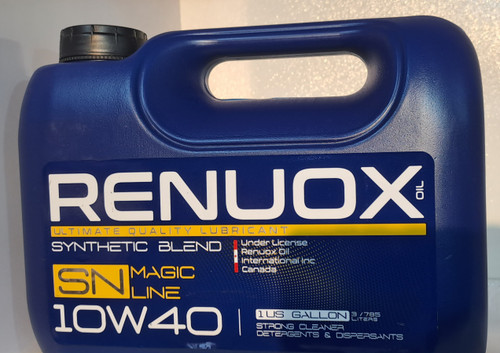 RENUOX OIL
ULTIMATE QUALITY LUBRICANT
SYNTHETIC BLEND
Under License
Renuox Oil
International Inc
Canada
SN MAGIC
LINE
10W40
1 US GALLON 3/785
LITERS
STRONG CLEANER
DETERGENTS & DISPERSANTS